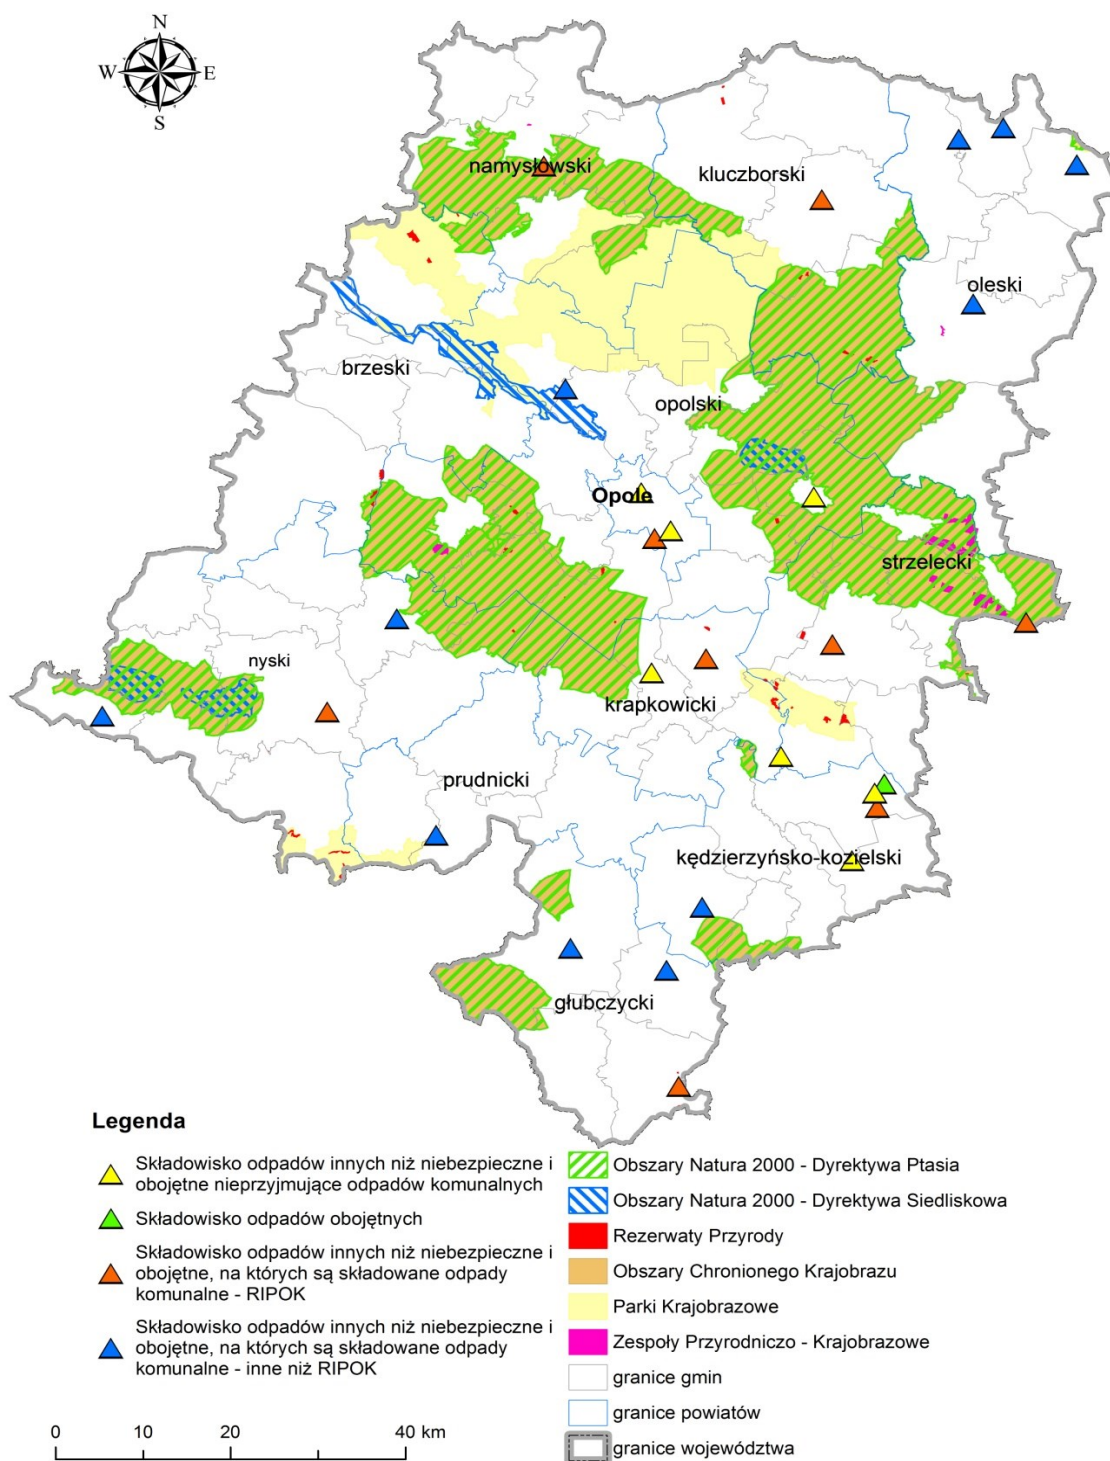 N
W E
S
namysłowski
kluczborski
oleski
brzeski
opolski
Opole
strzelecki
nyski
krapkowicki
prudnicki
kędzierzyńsko-kozielski
głubczycki
Legenda
Składowisko odpadów innych niż niebezpieczne i
obojętne nieprzyjmujące odpadów komunalnych
Składowisko odpadów obojętnych
Składowisko odpadów innych niż niebezpieczne i
obojętne, na których są składowane odpady
komunalne - RIPOK
Składowisko odpadów innych niż niebezpieczne i
obojętne, na których są składowane odpady
komunalne - inne niż RIPOK
0 10 20 40 km
Obszary Natura 2000 - Dyrektywa Ptasia
Obszary Natura 2000 - Dyrektywa Siedliskowa
Rezerwaty Przyrody
Obszary Chronionego Krajobrazu
Parki Krajobrazowe
Zespoły Przyrodniczo - Krajobrazowe
granice gmin
granice powiatów
granice województwa